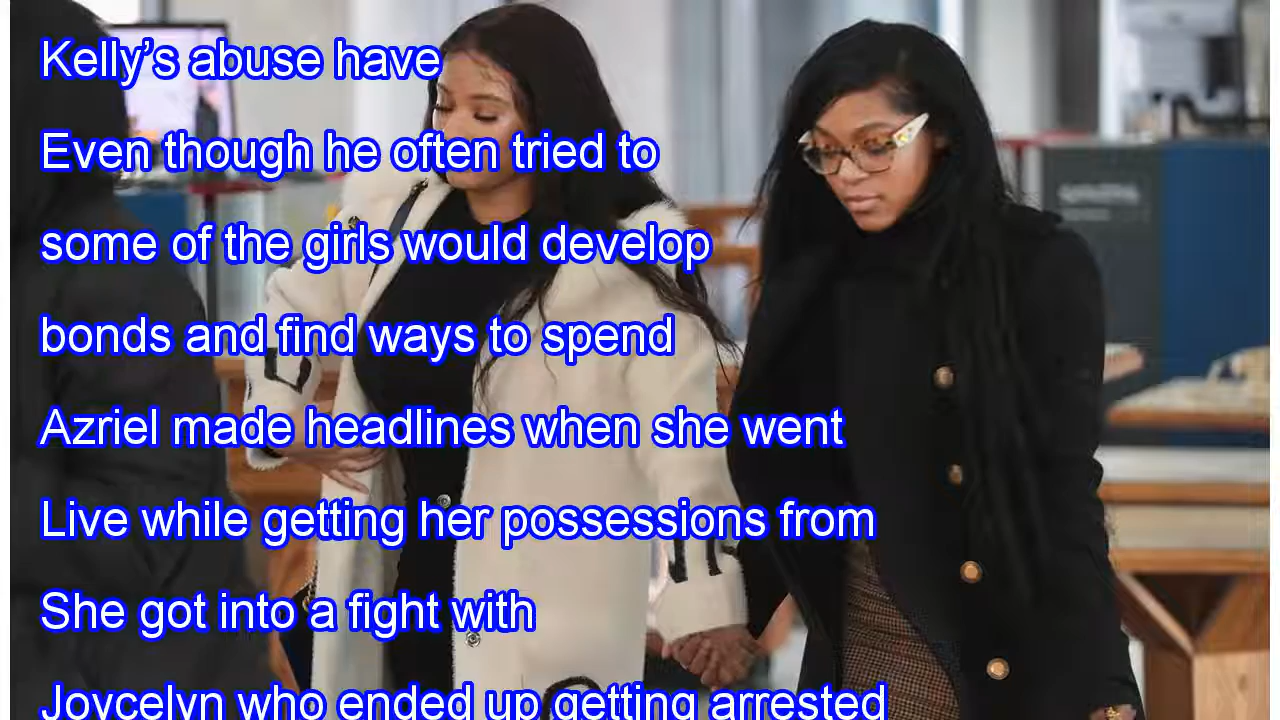 Kelly’s abuse have
Even though he often tried to
some of the girls would develop
bonds and find ways to spend
Azriel made headlines when she went
Live while getting her possessions from
She got into a fight with
Joycelyn who ended up getting arrested